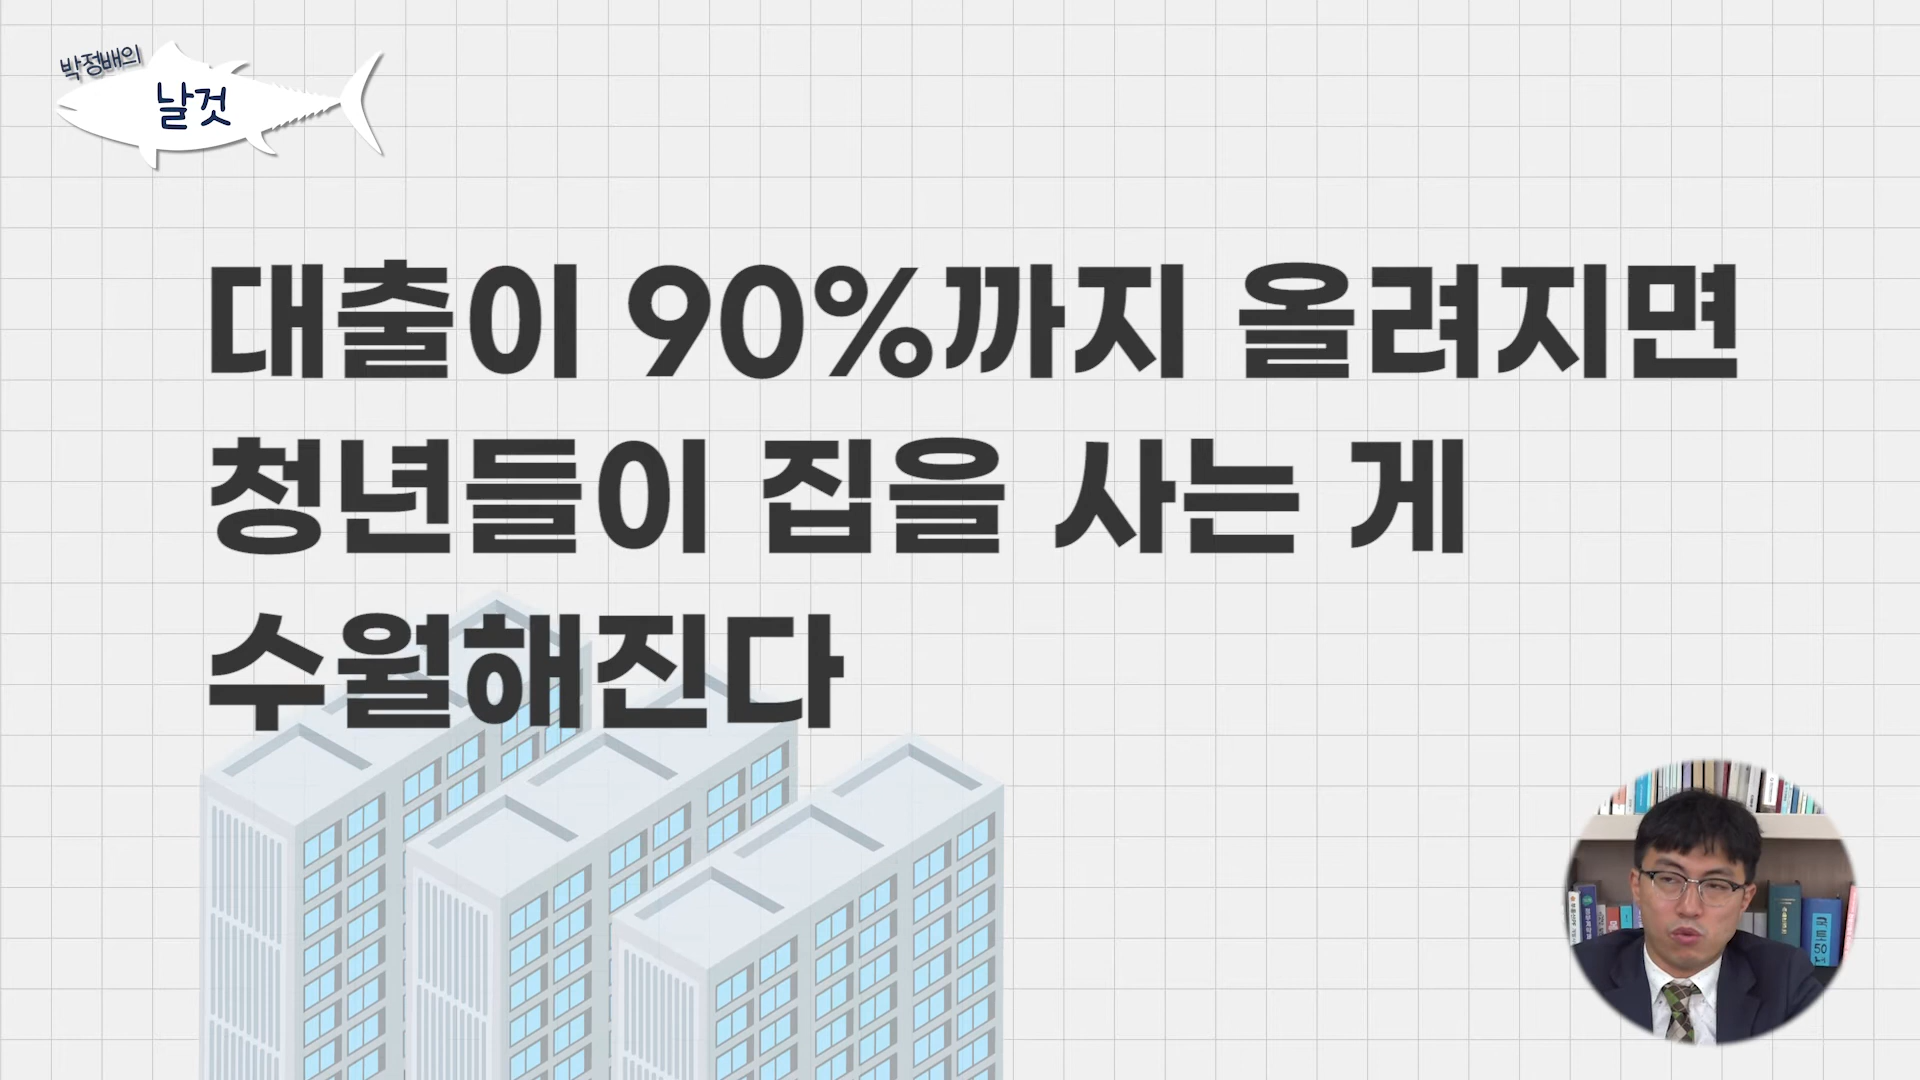 박정배의
날것
대출이 90%까지 올려지면
청년들이 집을 사는 게
수월해진다
50